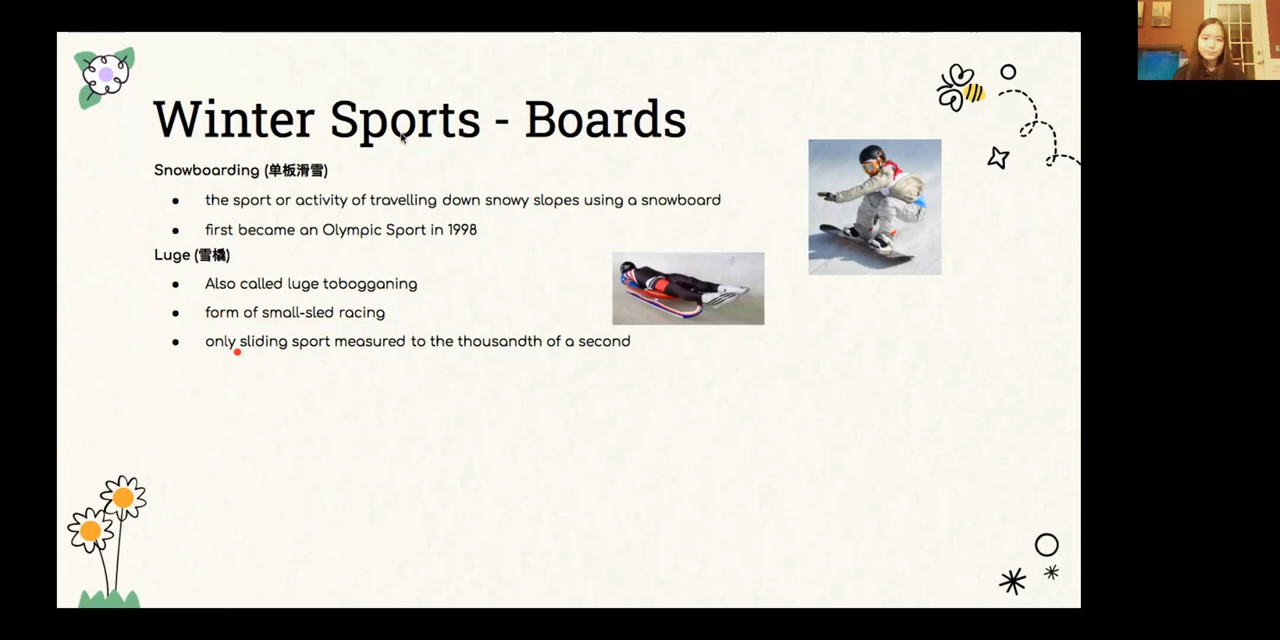 Winter Sports - Boards
Snowboarding (单板滑雪)
the sport or activity of travelling down snowy slopes using a snowboard
first became an Olympic Sport in 1998
Luge (雪橇)
Also called luge tobogganing
form of small-sled racing
only sliding sport measured to the thousandth of a second